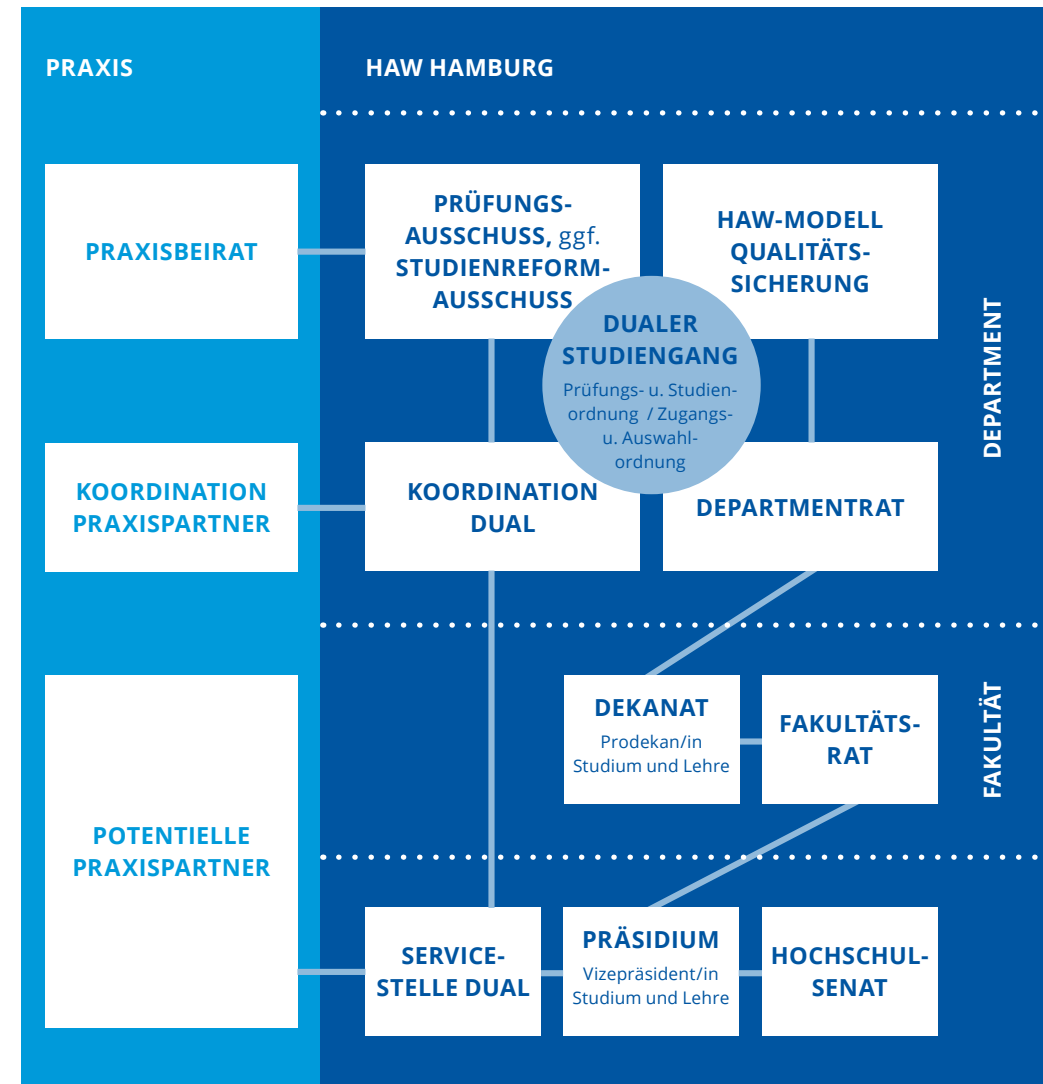 PRAXIS
HAW HAMBURG
PRAXISBEIRAT
PRÜFUNGS-
AUSSCHUSS, ggf.
STUDIENREFORM-
AUSSCHUSS
HAW-MODELL
QUALITÄTS-
SICHERUNG
DUALER
STUDIENGANG
Prüfungs- u. Studien-
ordnung / Zugangs-
u. Auswahl-
ordnung
DEPARTMENT
KOORDINATION
PRAXISPARTNER
KOORDINATION
DUAL
DEPARTMENTRAT
DEKANAT
Prodekan/in
Studium und Lehre
FAKULTÄTS-
RAT
FAKULTÄT
POTENTIELLE
PRAXISPARTNER
SERVICE-
STELLE DUAL
PRÄSIDIUM
Vizepräsident/in
Studium und Lehre
HOCHSCHUL-
SENAT